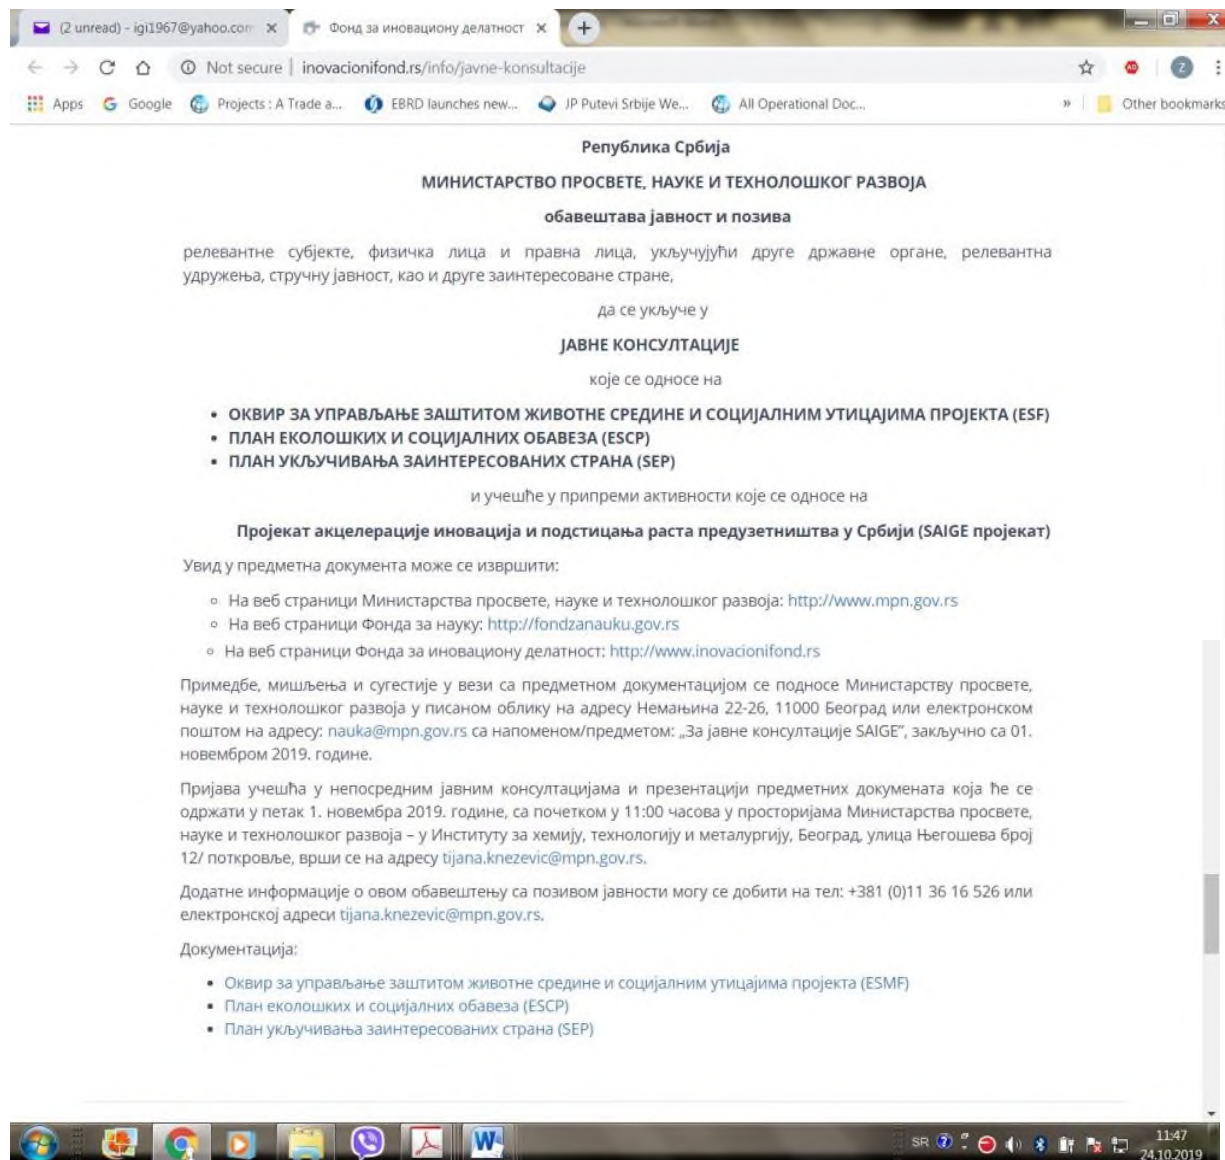 (2 unread) - igi1967@yahoo.com
Фонд за иновациону делатност
Not secure | inovacionifond.rs/info/javne-konsultacije
Apps Google Projects : A Trade a... EBRD launches new... JP Putevi Srbije We... All Operational Doc... » Other bookmarks
Република Србија
МИНИСТАРСТВО ПРОСВЕТЕ, НАУКЕ И ТЕХНОЛОШКОГ РАЗВОЈА
обавештава јавност и позива
релевантне субјекте, физичка лица и правна лица, укључујући друге државне органе, релевантна
удружења, стручну јавност, као и друге заинтересоване стране,
да се укључе у
ЈАВНЕ КОНСУЛТАЦИЈЕ
које се односе на
• ОКВИР ЗА УПРАВЉАЊЕ ЗАШТИТОМ ЖИВОТНЕ СРЕДИНЕ И СОЦИЈАЛНИМ УТИЦАЈИМА ПРОЈЕКТА (ESF)
• ПЛАН ЕКОЛОШКИХ И СОЦИЈАЛНИХ ОБАВЕЗА (ESCP)
• ПЛАН УКЉУЧИВАЊА ЗАИНТЕРЕСОВАНИХ СТРАНА (SEP)
и учешће у припреми активности које се односе на
Пројекат акцелерације иновација и подстицања раста предузетништва у Србији (SAIGE пројекат)
Увид у предметна документа може се извршити:
◦ На веб страници Министарства просвете, науке и технолошког развоја: http://www.mpn.gov.rs
◦ На веб страници Фонда за науку: http://fondzanauku.gov.rs
◦ На веб страници Фонда за иновациону делатност: http://www.inovacionifond.rs
Примедбе, мишљења и сугестије у вези са предметном документацијом се подносе Министарству просвете,
науке и технолошког развоја у писаном облику на адресу Немањина 22-26, 11000 Београд или електронском
поштом на адресу: nauka@mpn.gov.rs са напоменом/предметом: „За јавне консултације SAIGE”, закључно са 01.
новембром 2019. године.
Пријава учешћа у непосредним јавним консултацијама и презентацији предметних докумената која ће се
одржати у петак 1. новембра 2019. године, са почетком у 11:00 часова у просторијама Министарства просвете,
науке и технолошког развоја – у Институту за хемију, технологију и металургију, Београд, улица Његошева број
12/ поткровље, врши се на адресу tijana.knezevic@mpn.gov.rs.
Додатне информације о овом обавештењу са позивом јавности могу се добити на тел: +381 (0)11 36 16 526 или
електронској адреси tijana.knezevic@mpn.gov.rs.
Документација:
• Оквир за управљање заштитом животне средине и социјалним утицајима пројекта (ESMF)
• План еколошких и социјалних обавеза (ESCP)
• План укључивања заинтересованих страна (SEP)
SR 11:47
24.10.2019